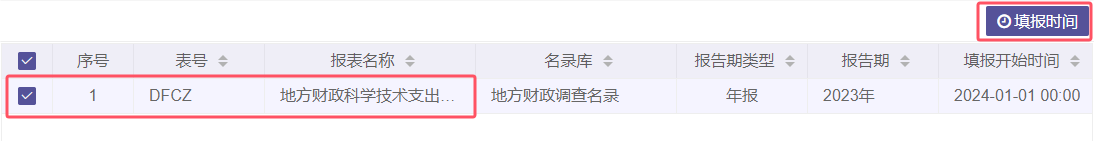 填报时间
序号 表号 报表名称 名录库 报告期类型 报告期 填报开始时间
1 DFCZ 地方财政科学技术支出... 地方财政调查名录 年报 2023年 2024-01-01 00:00